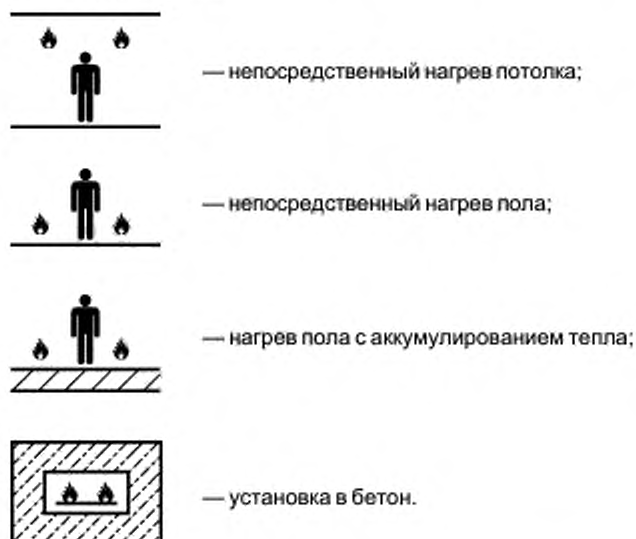 — непосредственный нагрев потолка;
— непосредственный нагрев пола;
— нагрев пола с аккумулированием тепла;
— установка в бетон.